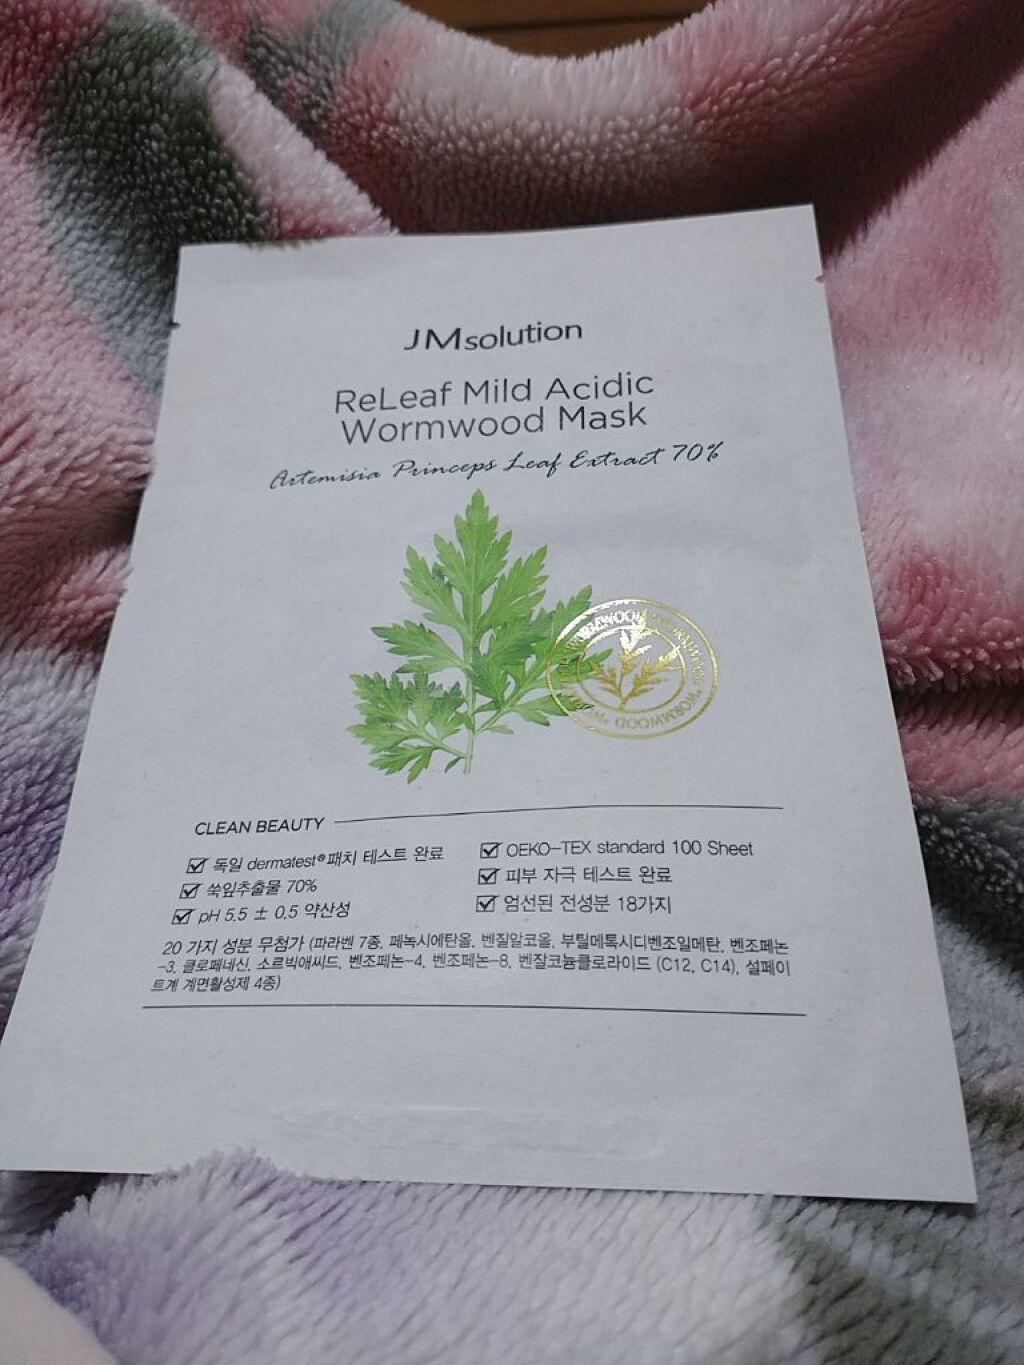 JMsolution
ReLeaf Mild Acidic
Wormwood Mask
Artemisia Princeps Leaf Extract 70%
WORMWOOD WORMWOOD WORMWOOD
CLEAN BEAUTY
독일 dermatest® 패치 테스트 완료
쑥잎추출물 70%
pH 5.5 ± 0.5 약산성
OEKO-TEX standard 100 Sheet
피부 자극 테스트 완료
엄선된 전성분 18가지
20 가지 성분 무첨가 (파라벤 7종, 페녹시에탄올, 벤질알코올, 부틸메톡시디벤조일메탄, 벤조페논
-3, 클로페네신, 소르빅애씨드, 벤조페논-4, 벤조페논-8, 벤잘코늄클로라이드 (C12, C14), 설페이
트계 계면활성제 4종)